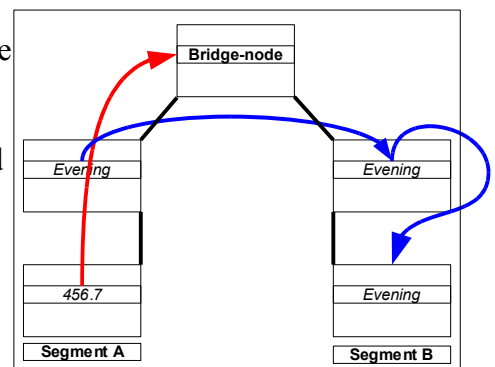 e
Bridge-node
d
Evening
Evening
456.7
Evening
Segment A
Segment B